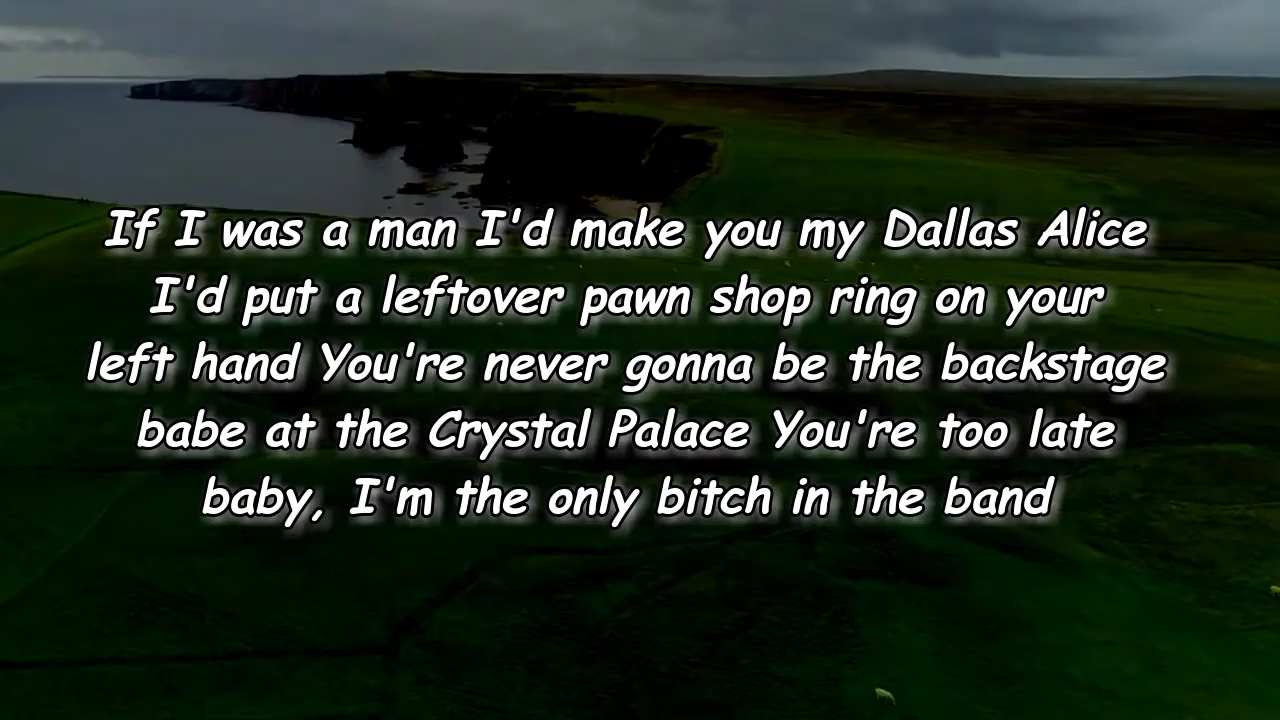 If I was a man I'd make you my Dallas Alice
I'd put a leftover pawn shop ring on your
left hand You're never gonna be the backstage
babe at the Crystal Palace You're too late
baby, I'm the only bitch in the band